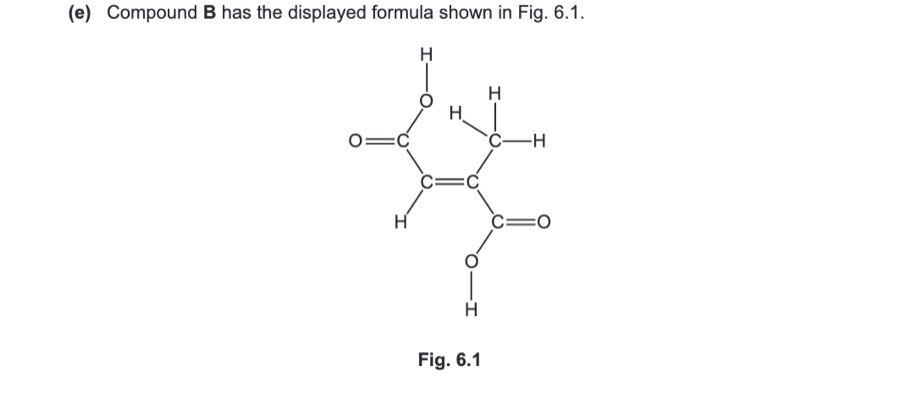 (e) Compound B has the displayed formula shown in Fig. 6.1.
H
O
H
H
O=C
C—H
C=C
H
C=O
O
H
Fig. 6.1